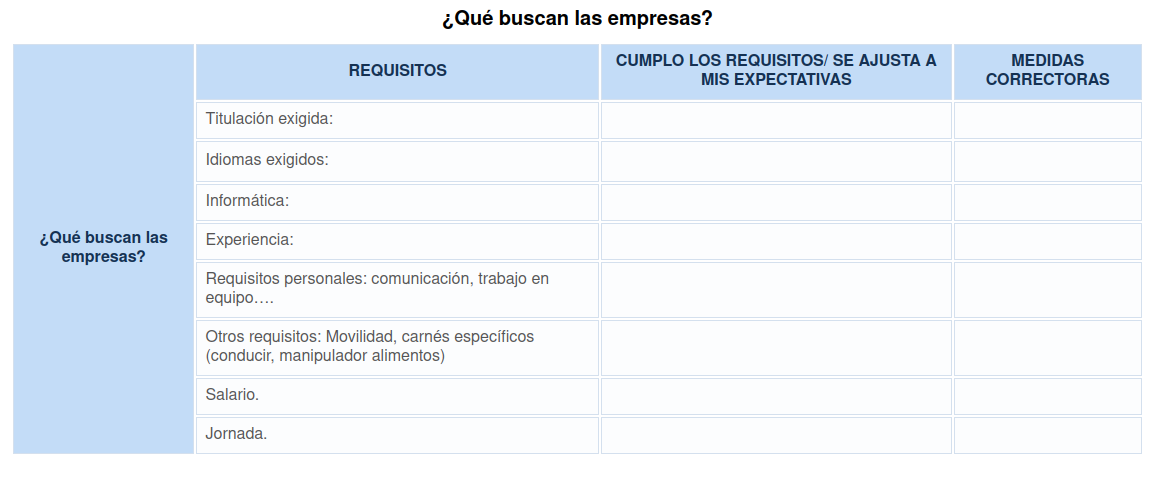 ¿Qué buscan las empresas?
REQUISITOS
CUMPLO LOS REQUISITOS/ SE AJUSTA A
MIS EXPECTATIVAS
MEDIDAS
CORRECTORAS
¿Qué buscan las
empresas?
Titulación exigida:
Idiomas exigidos:
Informática:
Experiencia:
Requisitos personales: comunicación, trabajo en
equipo….
Otros requisitos: Movilidad, carnés específicos
(conducir, manipulador alimentos)
Salario.
Jornada.